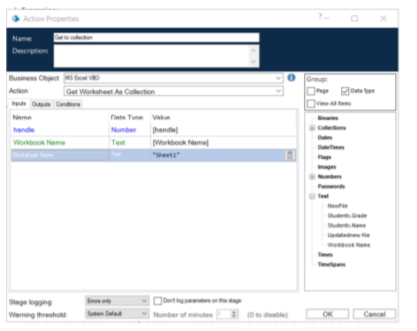 Action Properties
Name: Get to collection
Description:
Business Object MS Excel VBO
Action Get Worksheet As Collection
Inputs Outputs Conditions
Name Data Type Value
handle Number [handle]
Workbook Name Text [Workbook Name]
Worksheet Name Text "Sheet1"
Group:
Page Data type
View All Items
Binaries
Collections
Dates
DateTimes
Flags
Images
Numbers
Passwords
Text
NewFile
Students.Grade
Students.Name
Updatednew file
Workbook Name
Times
TimeSpans
Stage logging: Errors only Don't log parameters on this stage
Warning threshold: System Default Number of minutes (0 to disable)
OK Cancel